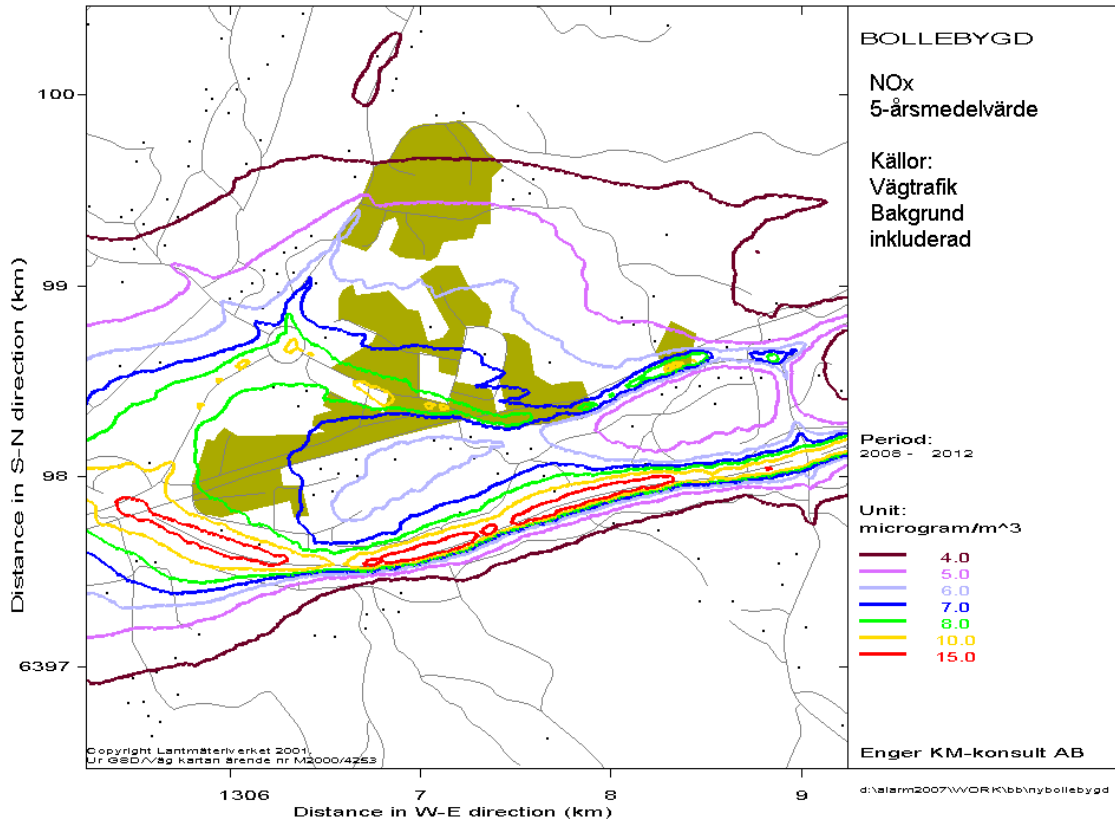 BOLLEBYGD
NOx
5-årsmedelvärde
Källor:
Vägtrafik
Bakgrund
inkluderad
Period:
2008 - 2012
Unit:
microgram/m^3
4.0
5.0
6.0
7.0
8.0
10.0
15.0
Enger KM-konsult AB
d:\alarm2007\WORK\bb\nybollebygd
Distance in S-N direction (km)
100
99
98
6397
Copyright Lantmäteriverket 2001,
Ur GSD/Väg kartan ärende nr M2000/4253
1306
7
8
9
Distance in W-E direction (km)